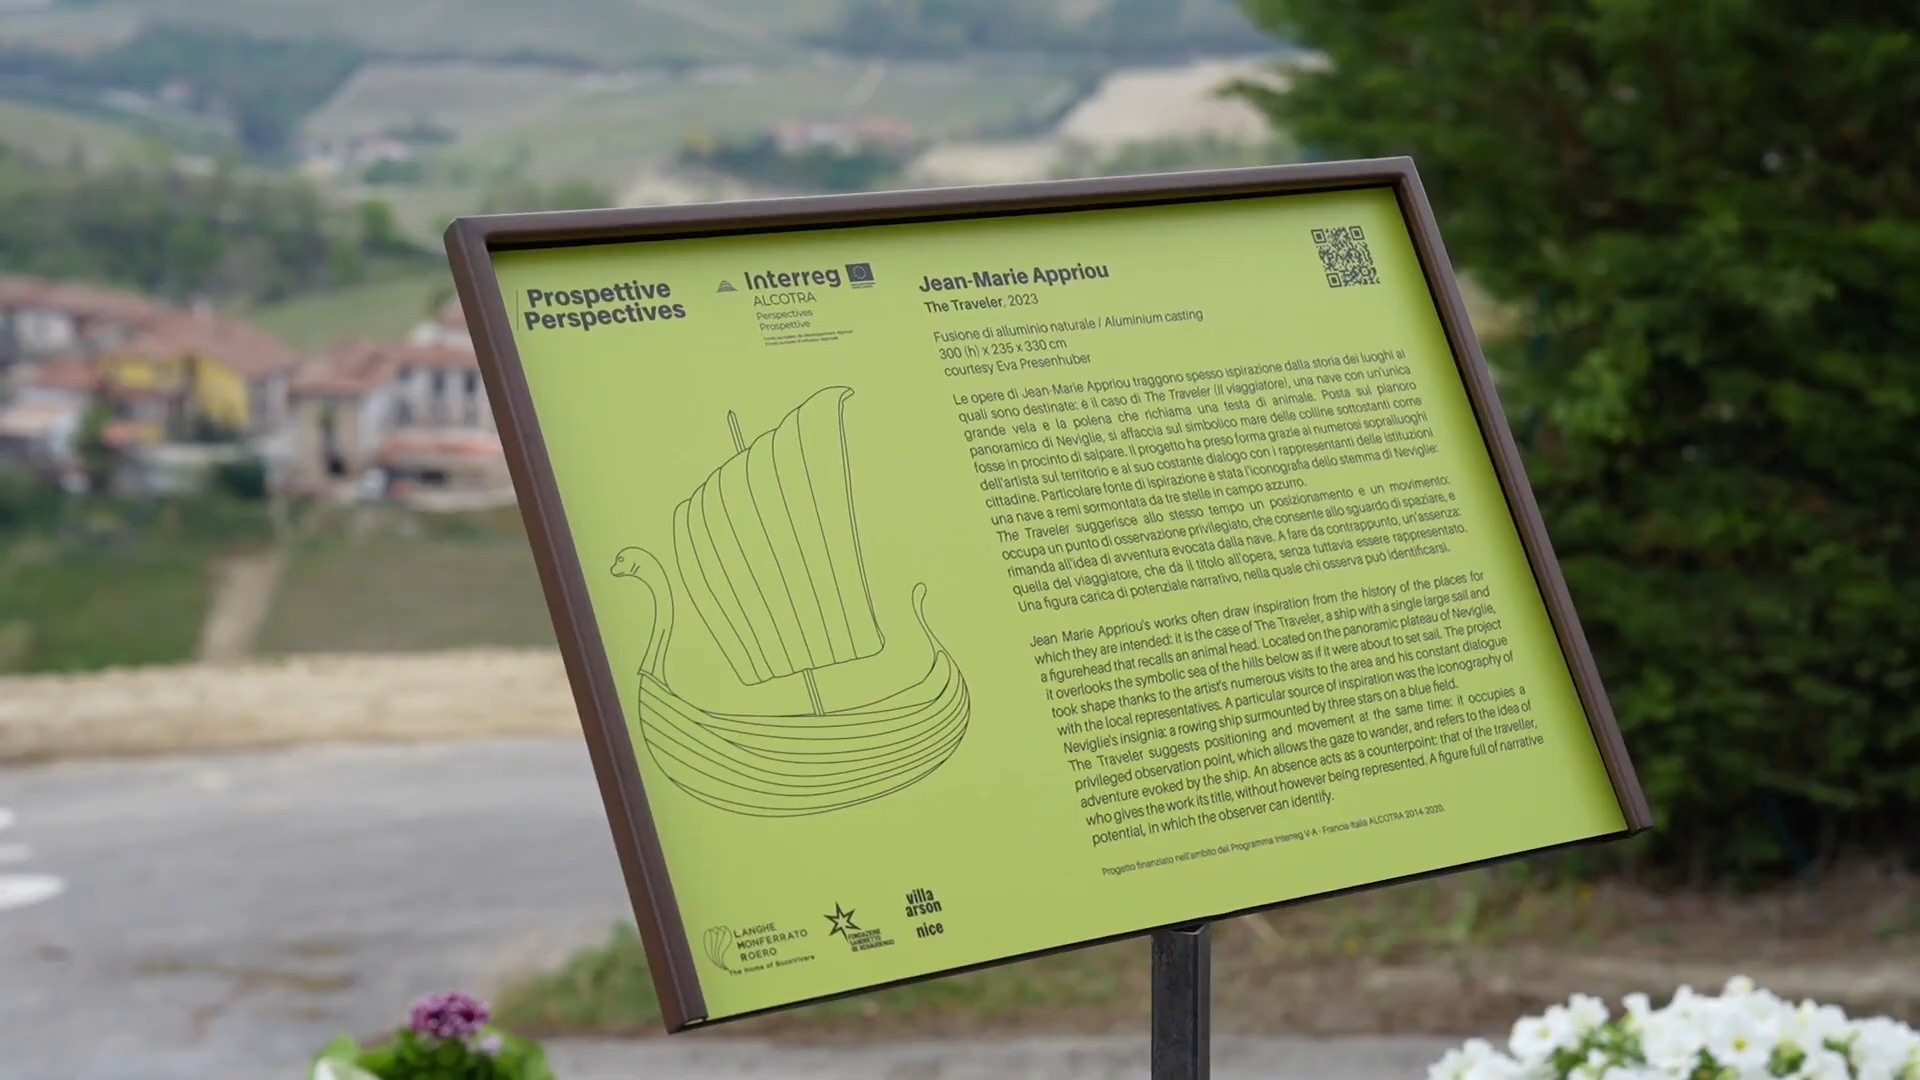 Prospettive
Perspectives
Interreg
ALCOTRA
Perspectives
Prospettive
Jean-Marie Appriou
The Traveler, 2023
Fusione di alluminio naturale / Aluminium casting
300 (h) x 235 x 330 cm
courtesy Eva Presenhuber
Le opere di Jean-Marie Appriou traggono spesso ispirazione dalla storia dei luoghi ai
quali sono destinate: è il caso di The Traveler (Il viaggiatore), una nave con un'unica
grande vela e la polena che richiama una testa di animale. Posta sul pianoro
panoramico di Neviglie, si affaccia sul simbolico mare delle colline sottostanti come
fosse in procinto di salpare. Il progetto ha preso forma grazie ai numerosi sopralluoghi
dell'artista sul territorio e al suo costante dialogo con i rappresentanti delle istituzioni
cittadine. Particolare fonte di ispirazione è stata l'iconografia dello stemma di Neviglie:
una nave a remi sormontata da tre stelle in campo azzurro.
The Traveler suggerisce allo stesso tempo un posizionamento e un movimento:
occupa un punto di osservazione privilegiato, che consente allo sguardo di spaziare, e
rimanda all'idea di avventura evocata dalla nave. A fare da contrappunto, un'assenza:
quella del viaggiatore, che dà il titolo all'opera, senza tuttavia essere rappresentato.
Una figura carica di potenziale narrativo, nella quale chi osserva può identificarsi.
Jean Marie Appriou's works often draw inspiration from the history of the places for
which they are intended: it is the case of The Traveler, a ship with a single large sail and
a figurehead that recalls an animal head. Located on the panoramic plateau of Neviglie,
it overlooks the symbolic sea of the hills below as if it were about to set sail. The project
took shape thanks to the artist's numerous visits to the area and his constant dialogue
with the local representatives. A particular source of inspiration was the iconography of
Neviglie's insignia: a rowing ship surmounted by three stars on a blue field.
The Traveler suggests positioning and movement at the same time: it occupies a
privileged observation point, which allows the gaze to wander, and refers to the idea of
adventure evoked by the ship. An absence acts as a counterpoint: that of the traveller,
who gives the work its title, without however being represented. A figure full of narrative
potential, in which the observer can identify.
Progetto finanziato nell'ambito del Programma Interreg V-A - Francia-Italia ALCOTRA 2014-2020.
LANGHE
MONFERRATO
ROERO
The Home of BuonVivere
FONDAZIONE
SANDRETTO
RE REBAUDENGO
villa
arson
nice